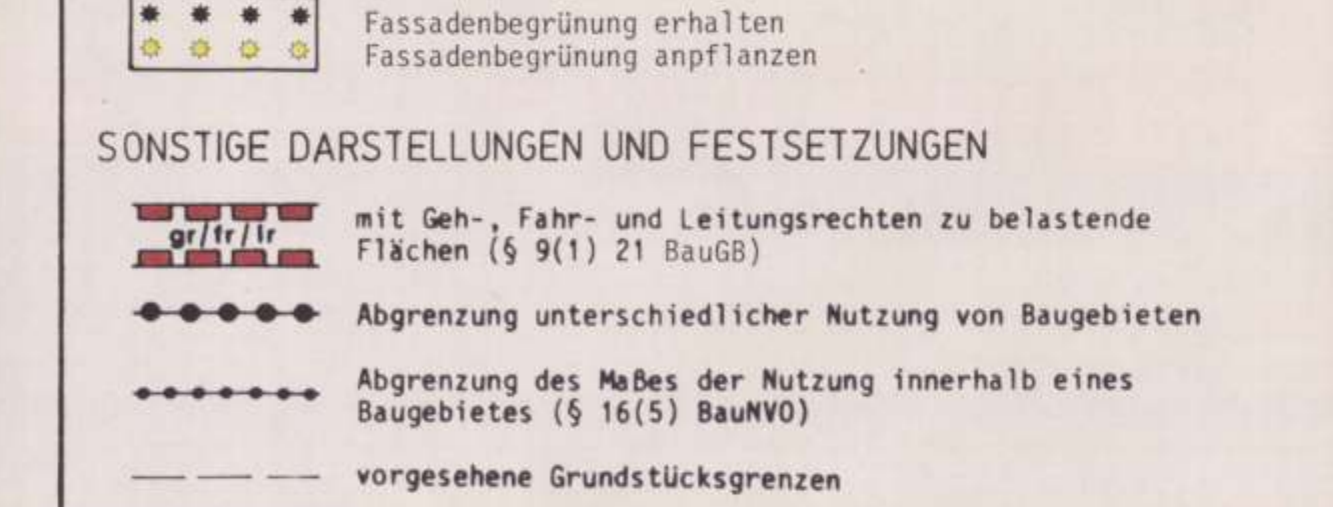 Fassadenbegrünung erhalten
Fassadenbegrünung anpflanzen
SONSTIGE DARSTELLUNGEN UND FESTSETZUNGEN
gr/fr/lr
mit Geh-, Fahr- und Leitungsrechten zu belastende
Flächen (§ 9(1) 21 BauGB)
Abgrenzung unterschiedlicher Nutzung von Baugebieten
Abgrenzung des Maßes der Nutzung innerhalb eines
Baugebietes (§ 16(5) BauNVO)
vorgesehene Grundstücksgrenzen